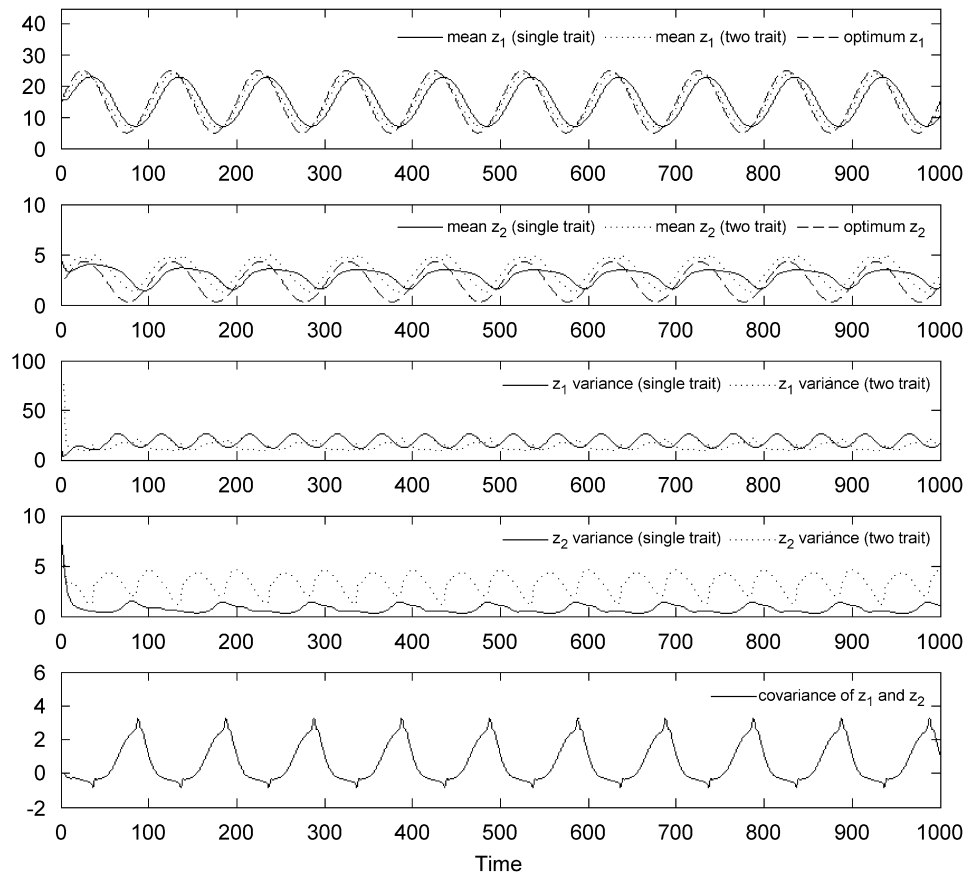 40
mean z1 (single trait) mean z1 (two trait) optimum z1
30
20
10
0
0 100 200 300 400 500 600 700 800 900 1000
10
mean z2 (single trait) mean z2 (two trait) optimum z2
5
0
0 100 200 300 400 500 600 700 800 900 1000
100
z1 variance (single trait) z1 variance (two trait)
50
0
0 100 200 300 400 500 600 700 800 900 1000
10
z2 variance (single trait) z2 variance (two trait)
5
0
0 100 200 300 400 500 600 700 800 900 1000
6
covariance of z1 and z2
4
2
0
-2
0 100 200 300 400 500 600 700 800 900 1000
Time